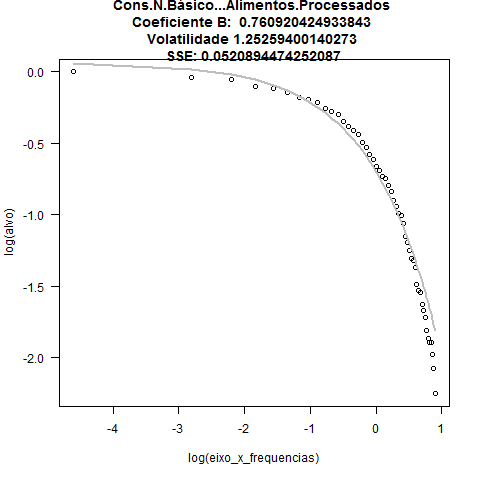 Cons.N.Básico...Alimentos.Processados
Coeficiente B: 0.760920424933843
Volatilidade 1.25259400140273
SSE: 0.0520894474252087
0.0
-0.5
-1.0
-1.5
-2.0
log(alvo)
-4
-3
-2
-1
0
1
log(eixo_x_frequencias)